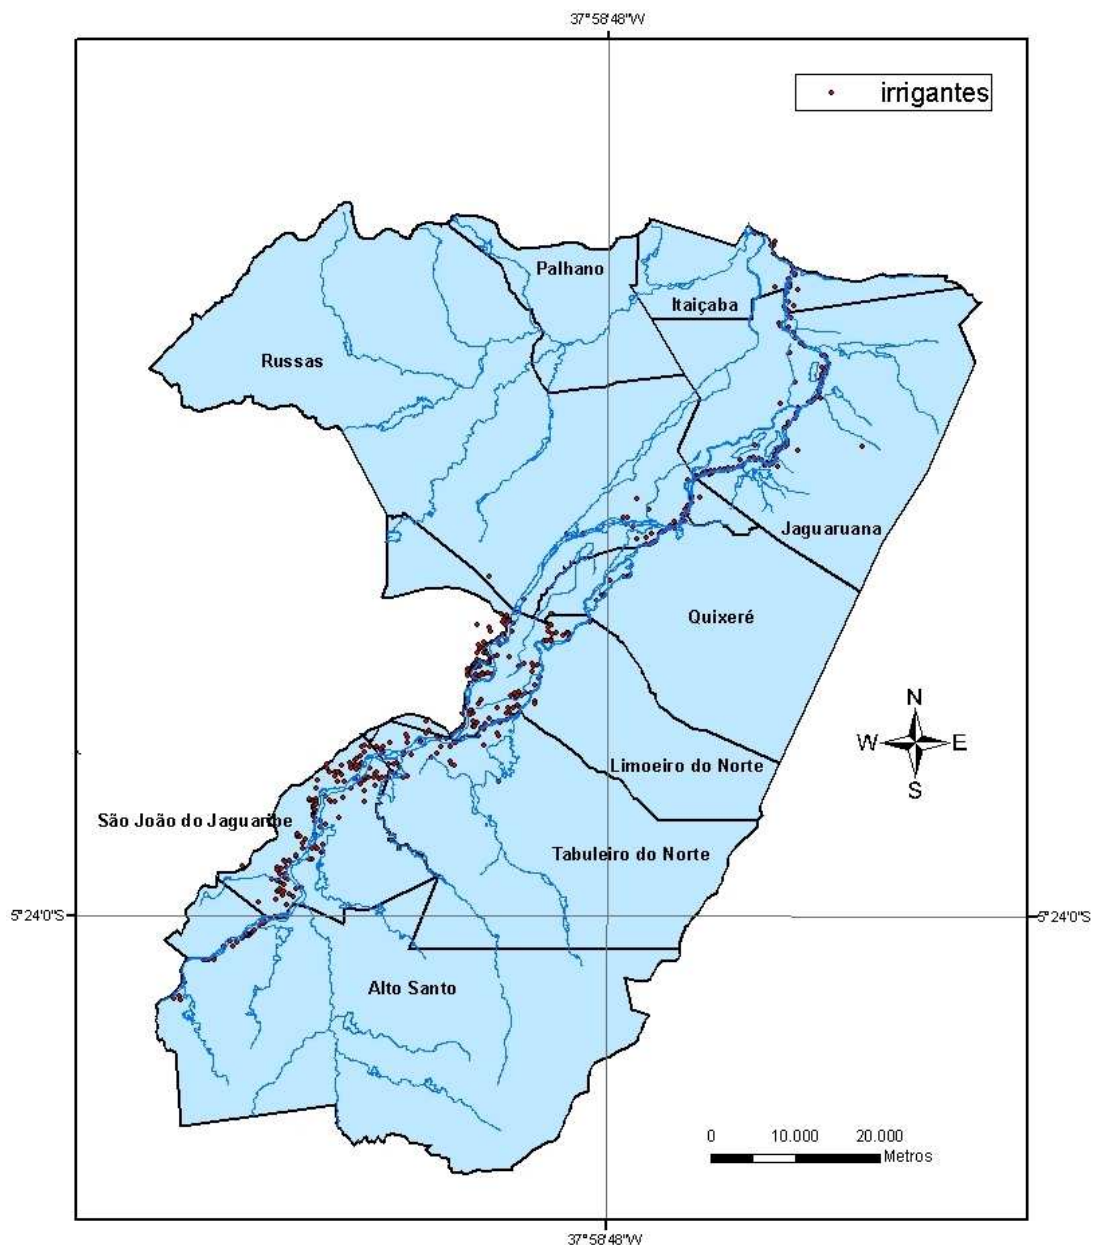 37°58'48"W
irrigantes
Palhano
Itaiçaba
Russas
Jaguaruana
Quixeré
N
W E
S
Limoeiro do Norte
São João do Jaguaribe
Tabuleiro do Norte
5°24'0"S
5°24'0"S
Alto Santo
0 10.000 20.000
Metros
37°58'48"W